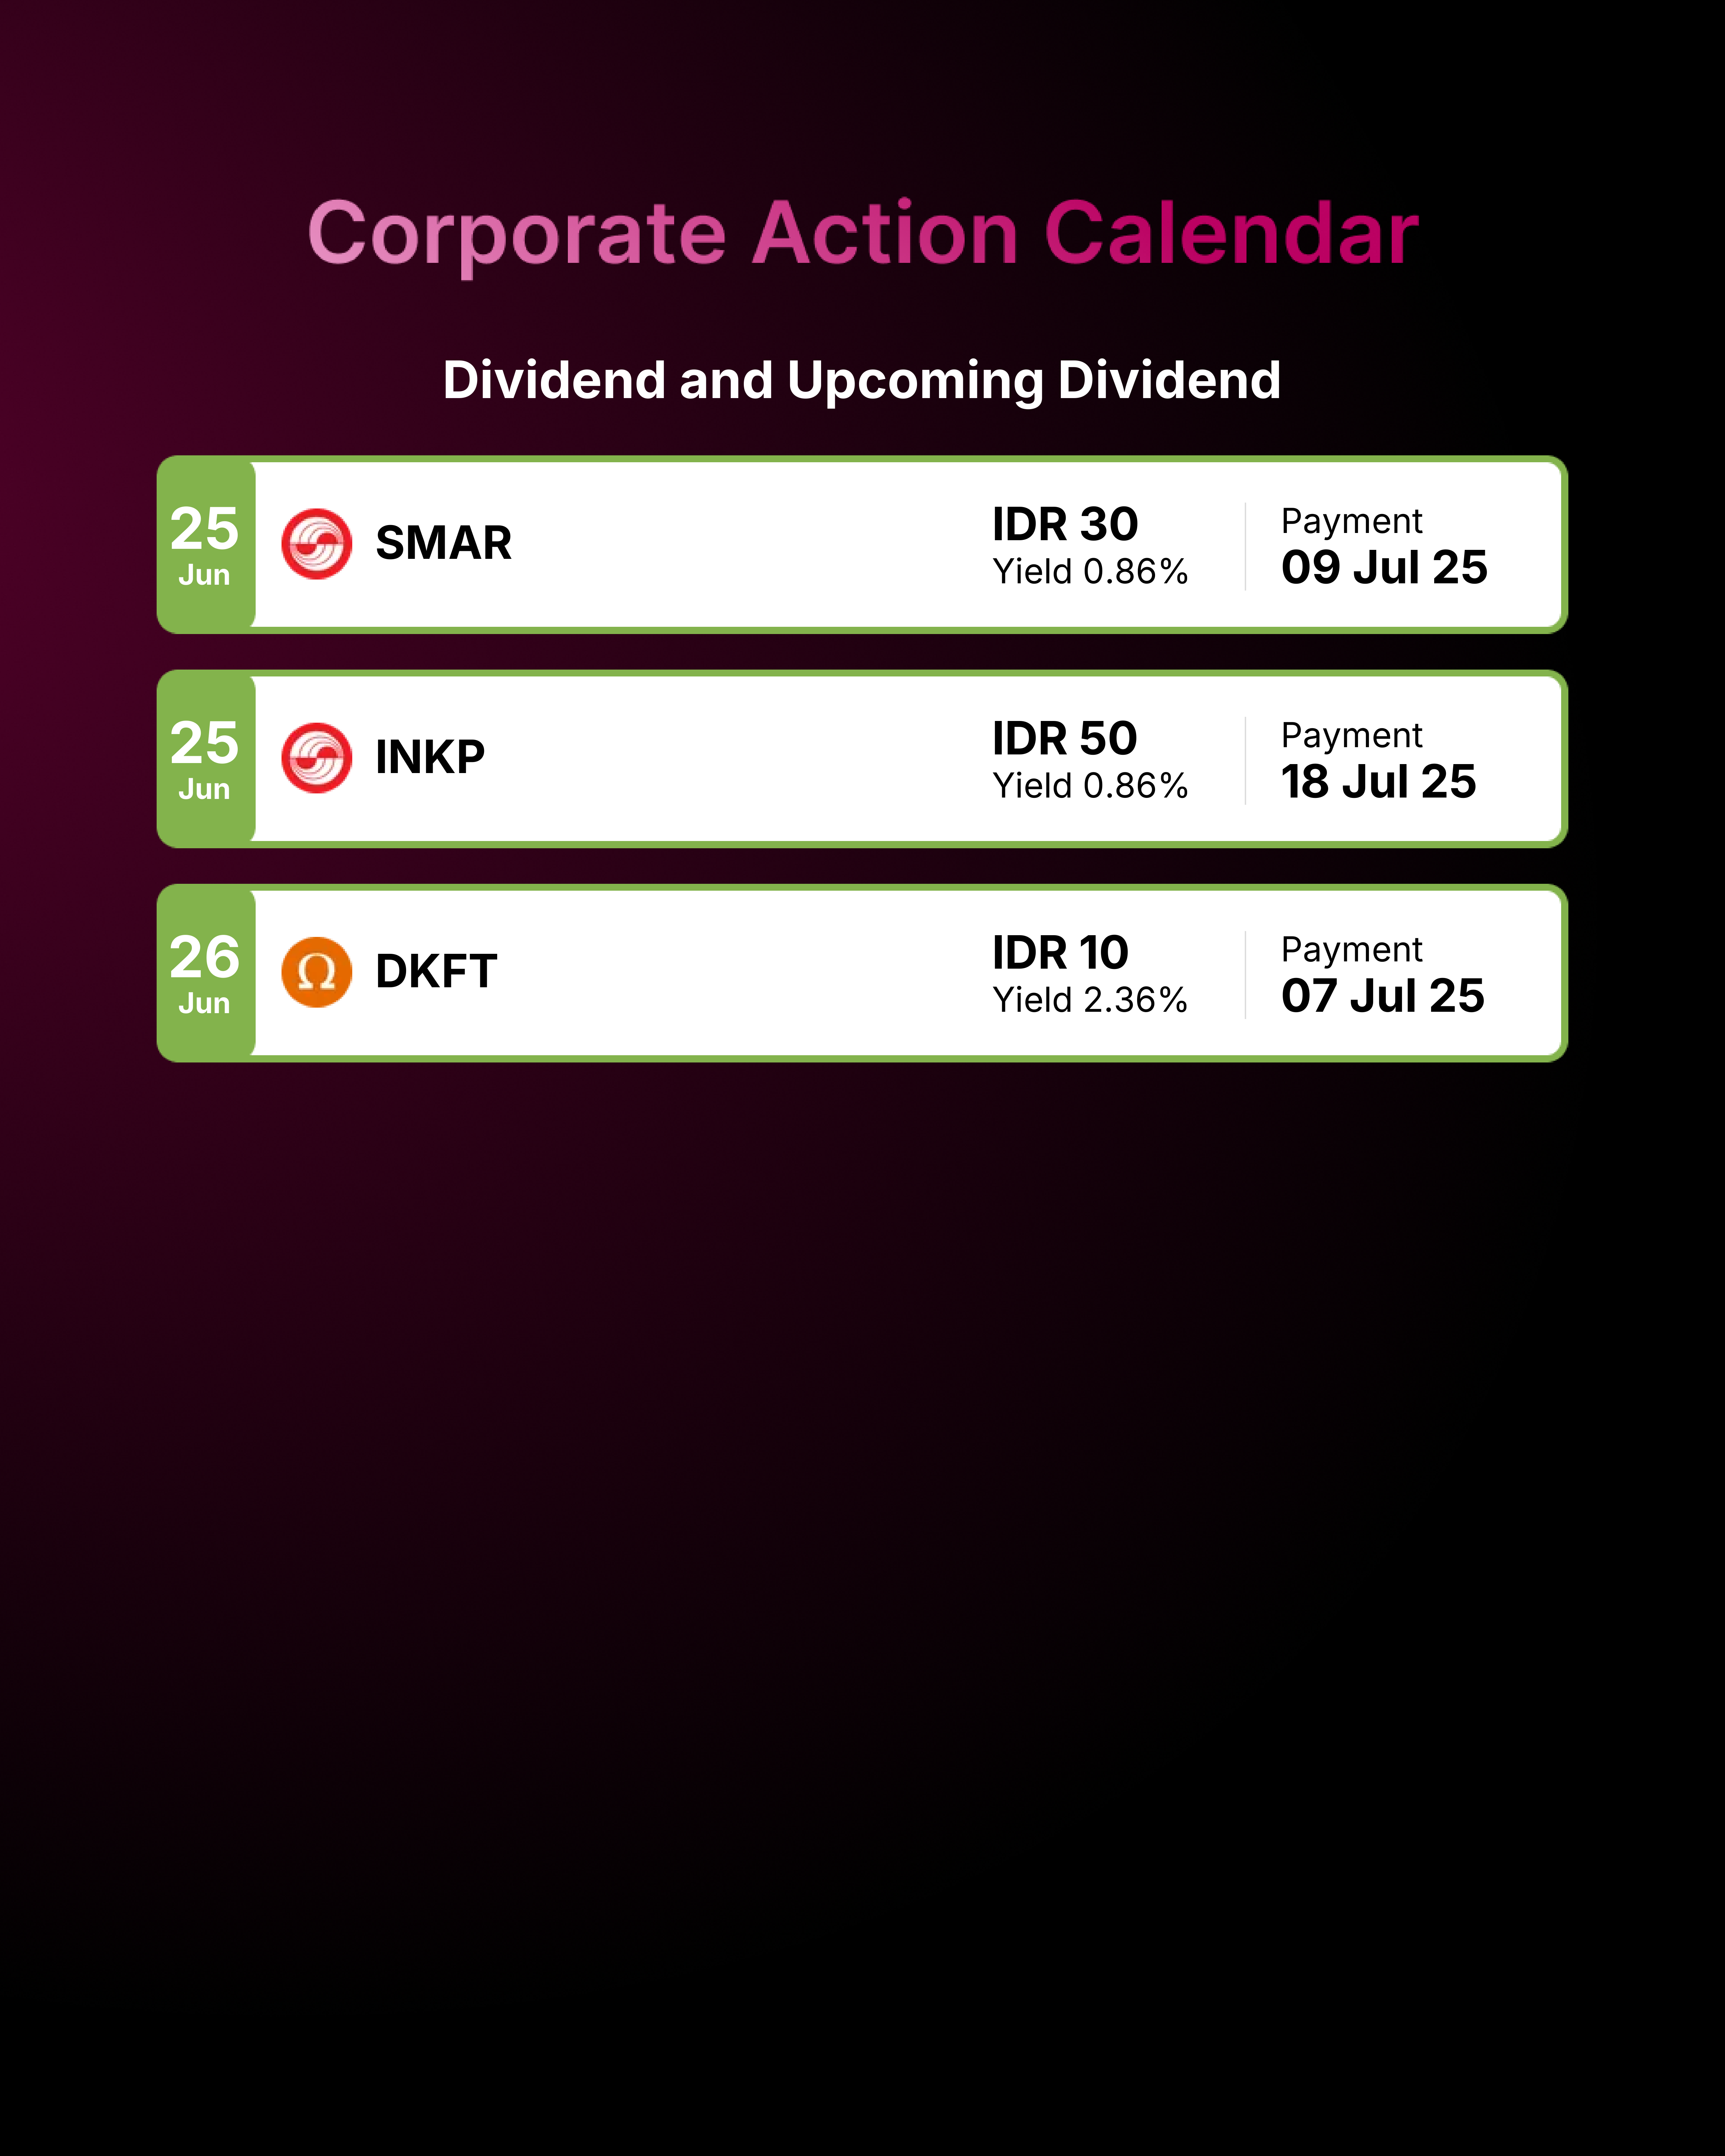 Corporate Action Calendar
Dividend and Upcoming Dividend
25
Jun
SMAR
IDR 30
Yield 0.86%
Payment
09 Jul 25
25
Jun
INKP
IDR 50
Yield 0.86%
Payment
18 Jul 25
26
Jun
Ω
DKFT
IDR 10
Yield 2.36%
Payment
07 Jul 25